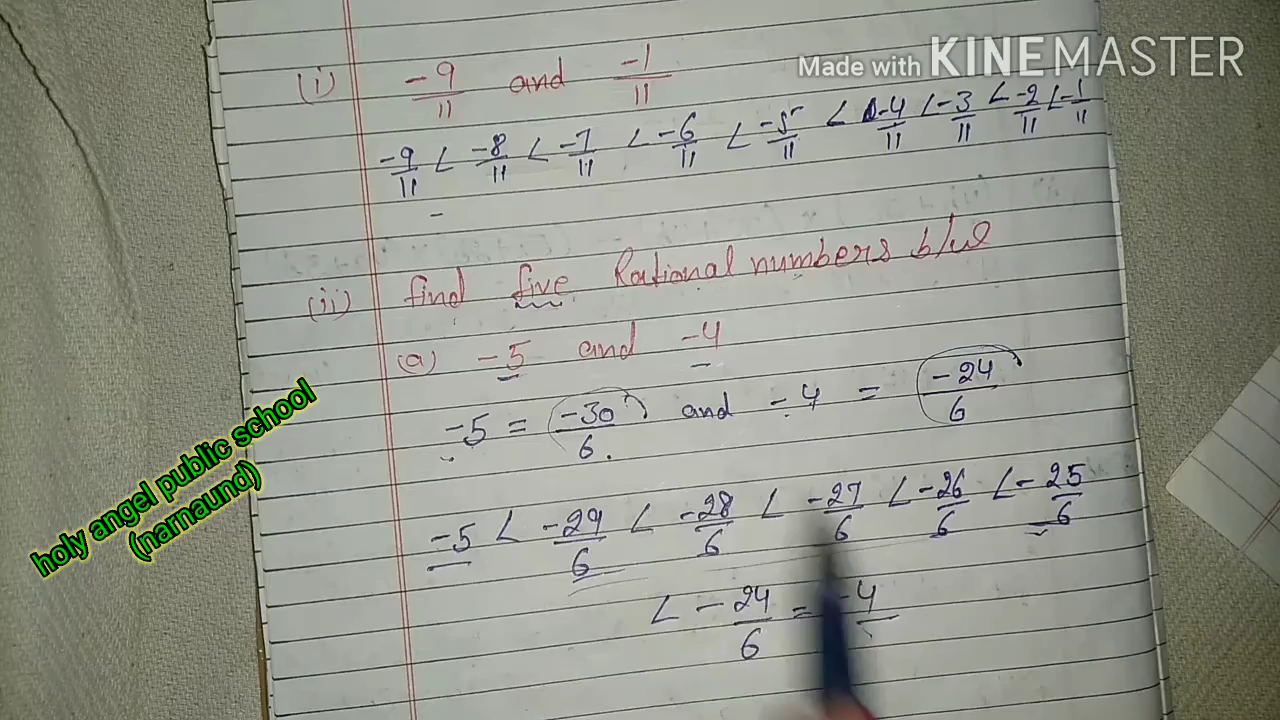 Made with KINEMASTER
(i) -9/11 and -1/11
-9/11 < -8/11 < -7/11 < -6/11 < -5/11 < -4/11 < -3/11 < -2/11 < -1/11
(ii) find five Rational numbers b/w
(a) -5 and -4
-5 = -30/6 and -4 = -24/6
-5 < -29/6 < -28/6 < -27/6 < -26/6 < -25/6
< -24/6 = -4
holy angel public school
(narnaund)